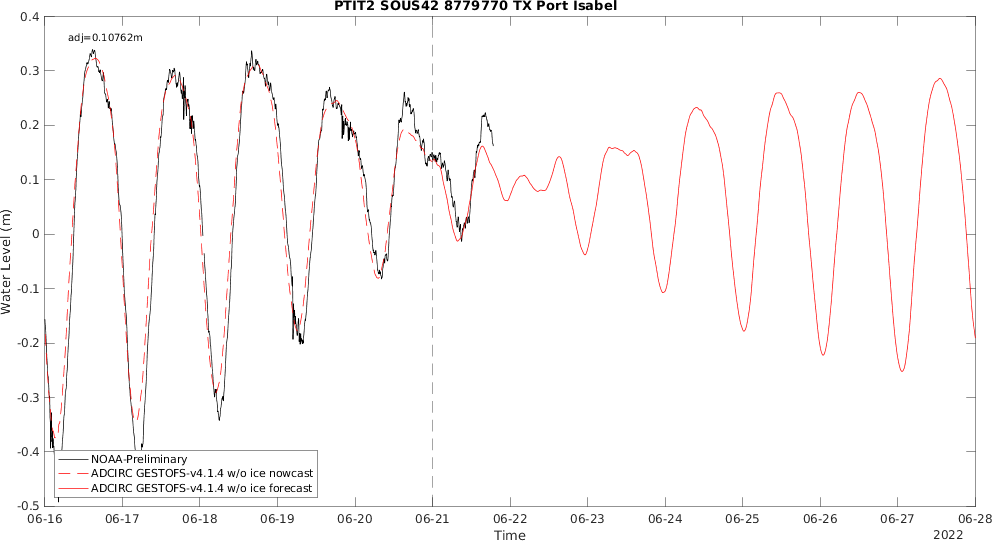 PTIT2 SOUS42 8779770 TX Port Isabel
adj=0.10762m
0.4
0.3
0.2
0.1
0
-0.1
-0.2
-0.3
-0.4
-0.5
Water Level (m)
NOAA-Preliminary
ADCIRC GESTOFS-v4.1.4 w/o ice nowcast
ADCIRC GESTOFS-v4.1.4 w/o ice forecast
06-16 06-17 06-18 06-19 06-20 06-21 06-22 06-23 06-24 06-25 06-26 06-27 06-28
Time
2022